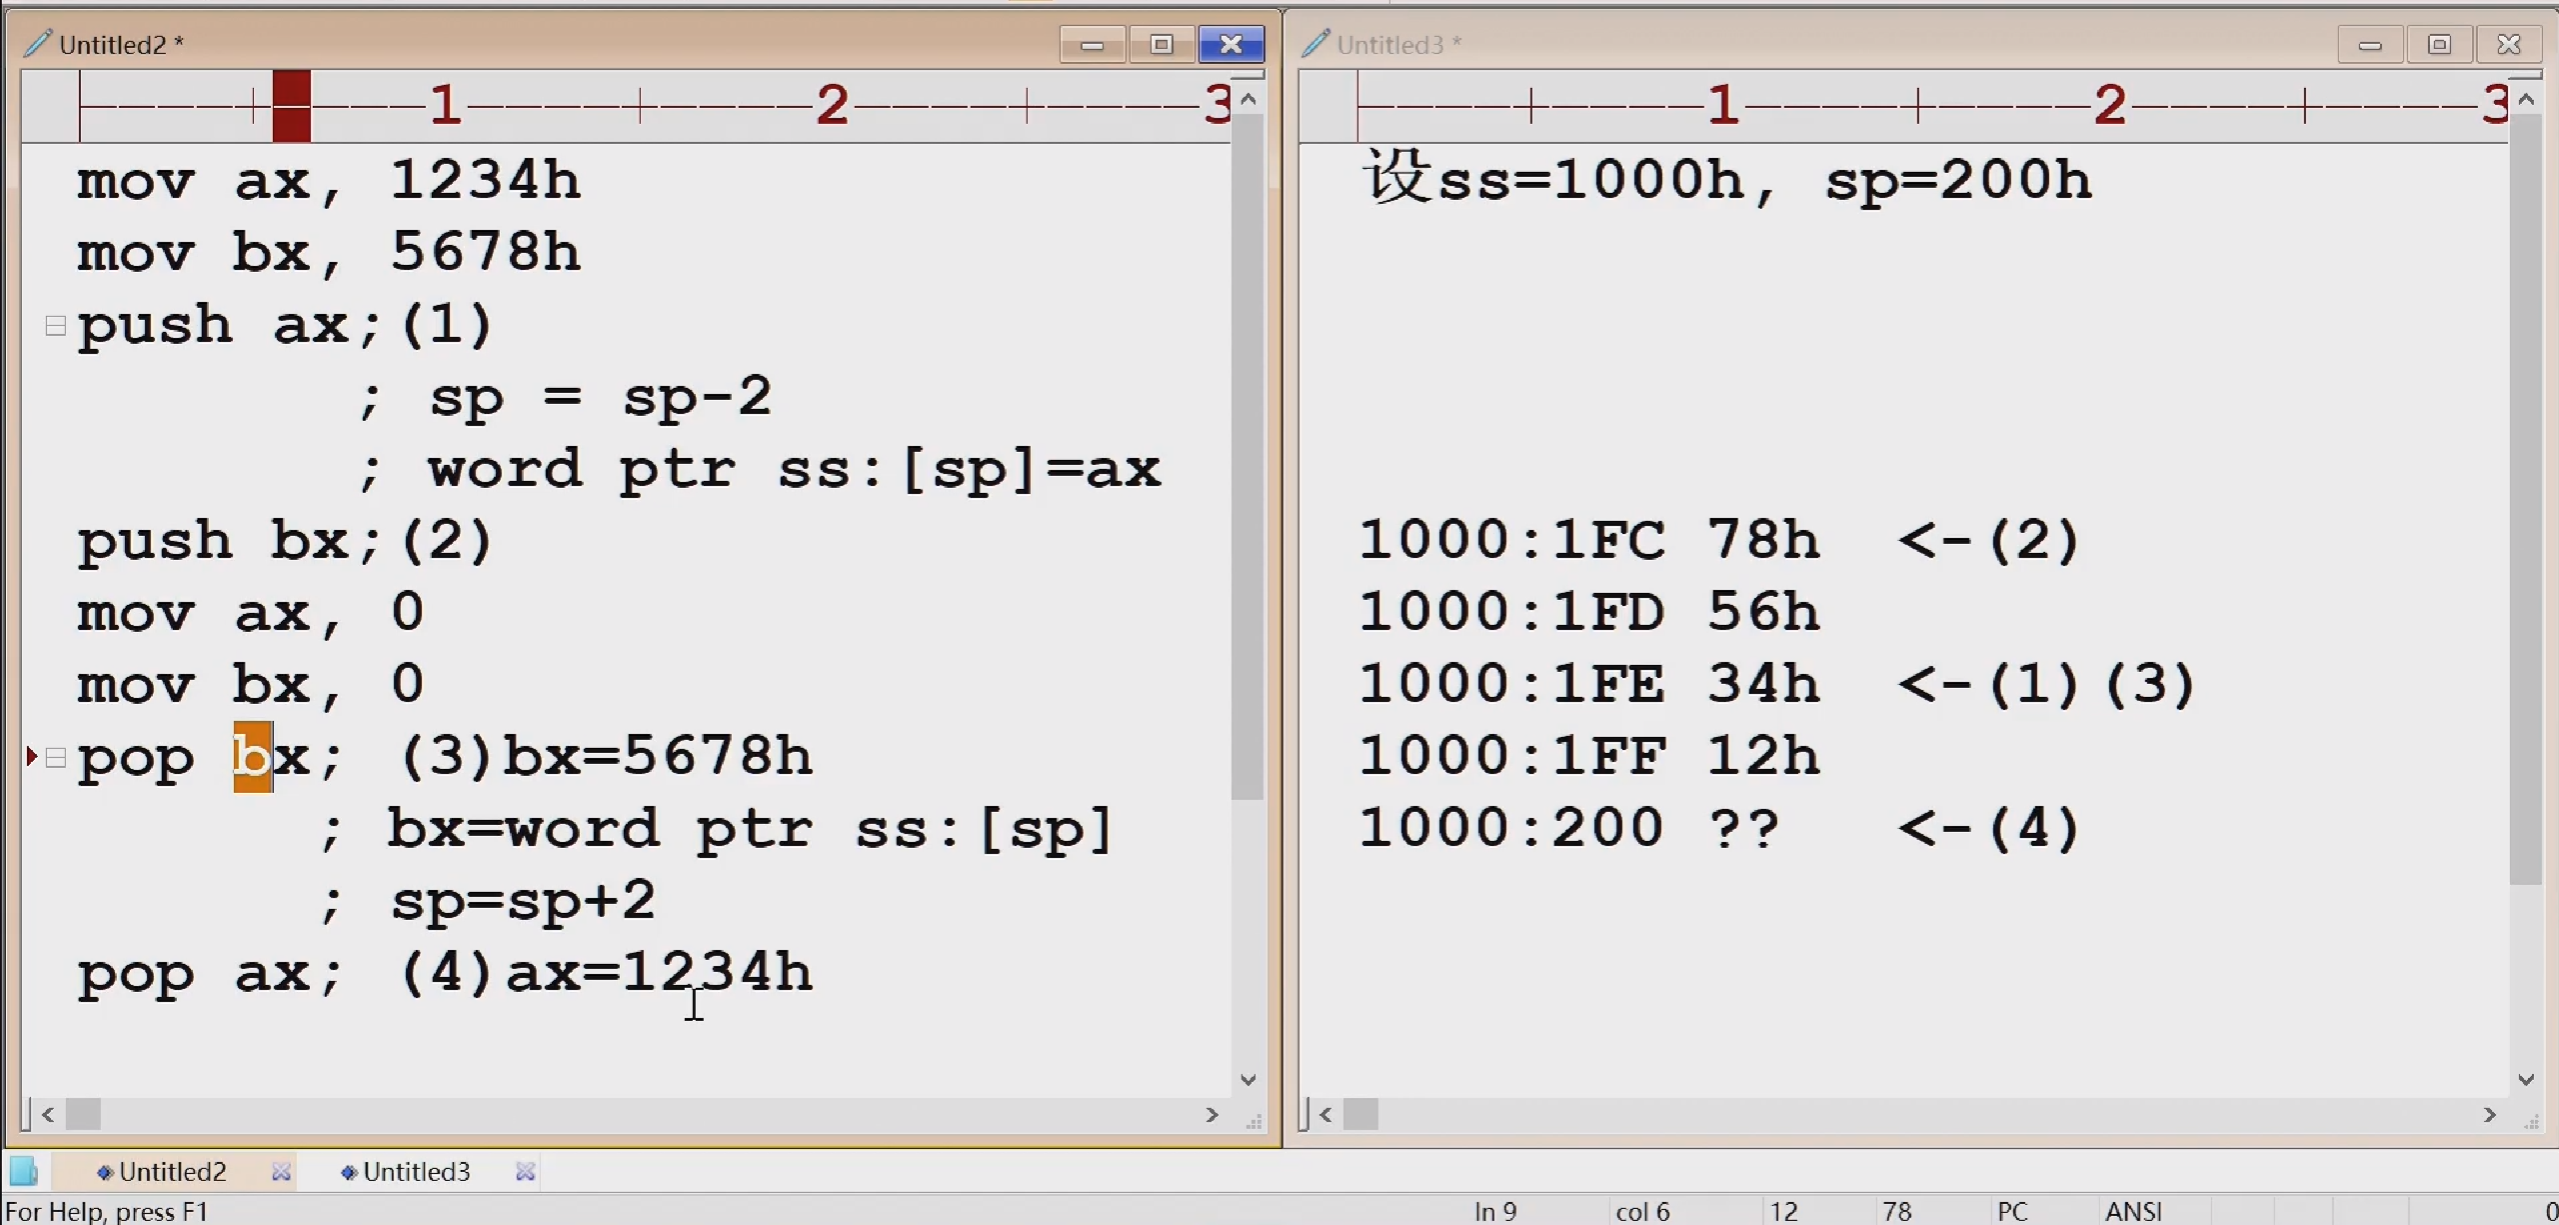 Untitled2 *
1 2 3
mov ax, 1234h
mov bx, 5678h
push ax;(1)
; sp = sp-2
; word ptr ss:[sp]=ax
push bx;(2)
mov ax, 0
mov bx, 0
pop bx; (3)bx=5678h
; bx=word ptr ss:[sp]
; sp=sp+2
pop ax; (4)ax=1234h
Untitled3 *
1 2 3
设ss=1000h, sp=200h
1000:1FC 78h <-(2)
1000:1FD 56h
1000:1FE 34h <-(1)(3)
1000:1FF 12h
1000:200 ?? <-(4)
Untitled2 Untitled3
For Help, press F1 ln 9 col 6 12 78 PC ANSI 0